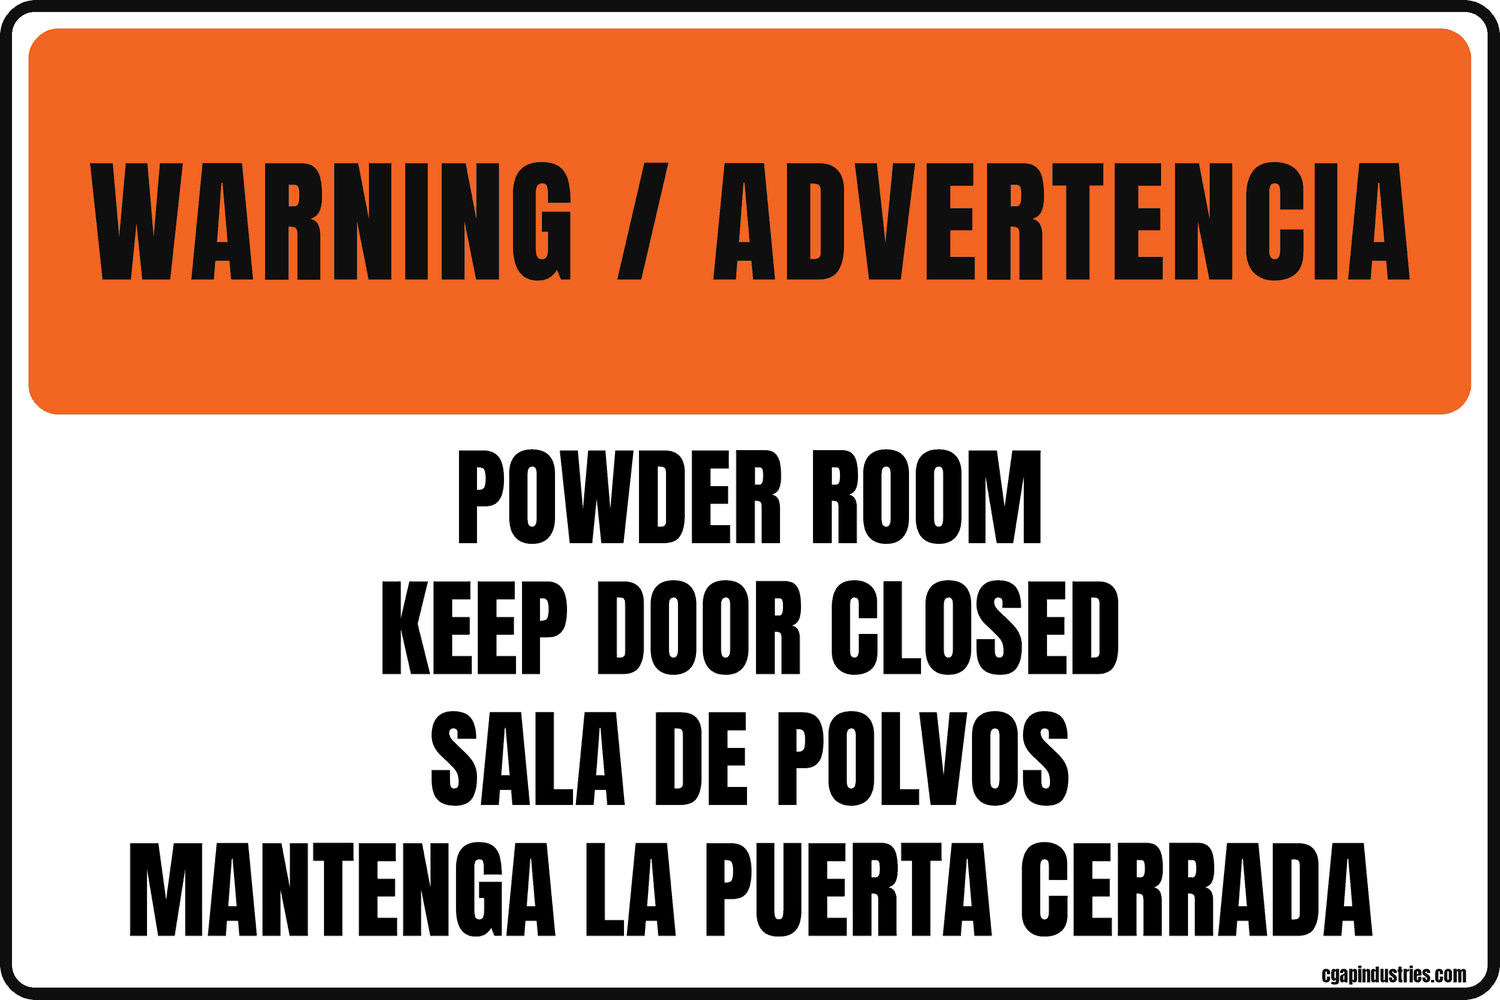 WARNING / ADVERTENCIA
POWDER ROOM
KEEP DOOR CLOSED
SALA DE POLVOS
MANTENGA LA PUERTA CERRADA
cgapindustries.com